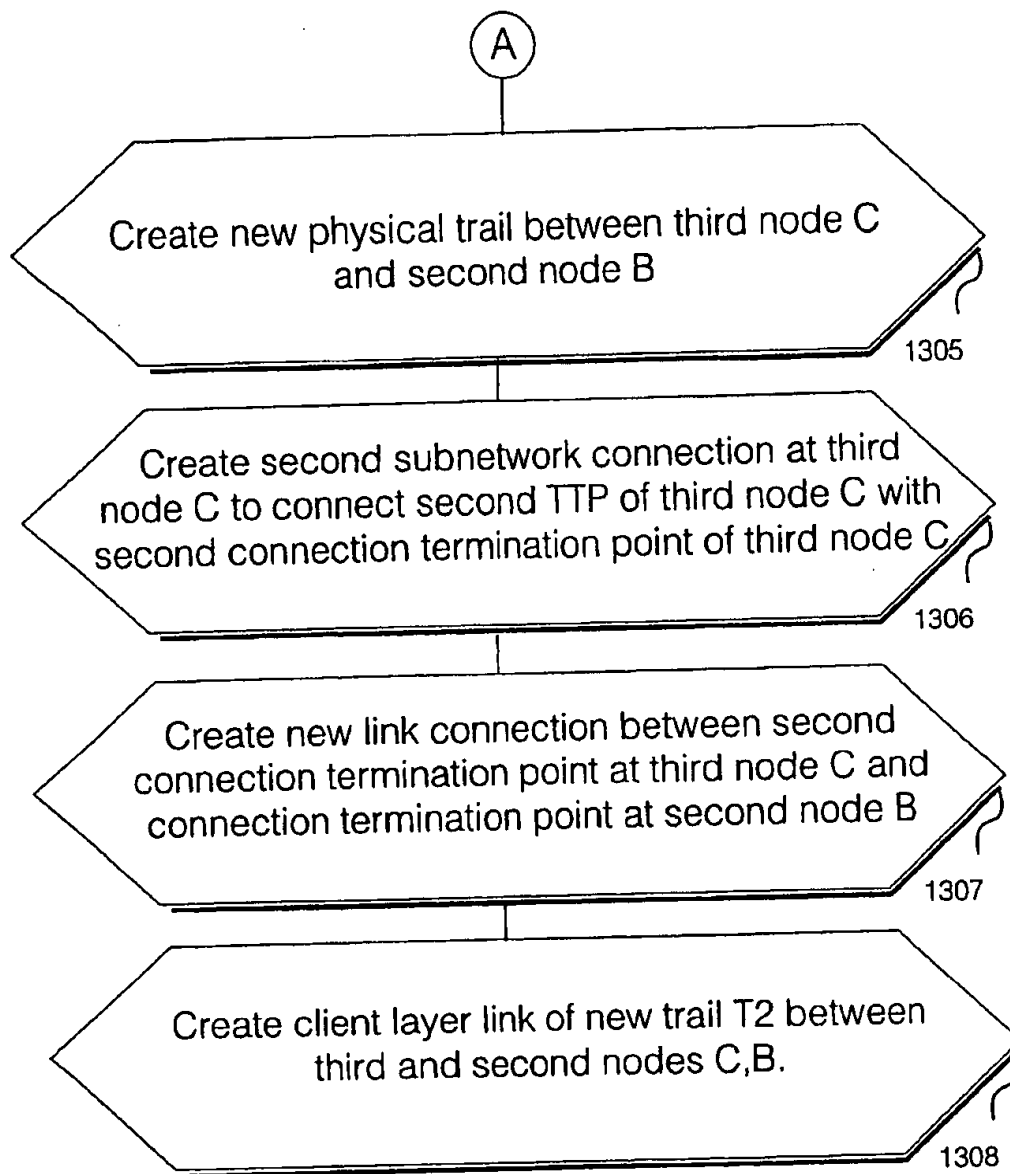 A
Create new physical trail between third node C
and second node B
1305
Create second subnetwork connection at third
node C to connect second TTP of third node C with
second connection termination point of third node C
1306
Create new link connection between second
connection termination point at third node C and
connection termination point at second node B
1307
Create client layer link of new trail T2 between
third and second nodes C,B.
1308